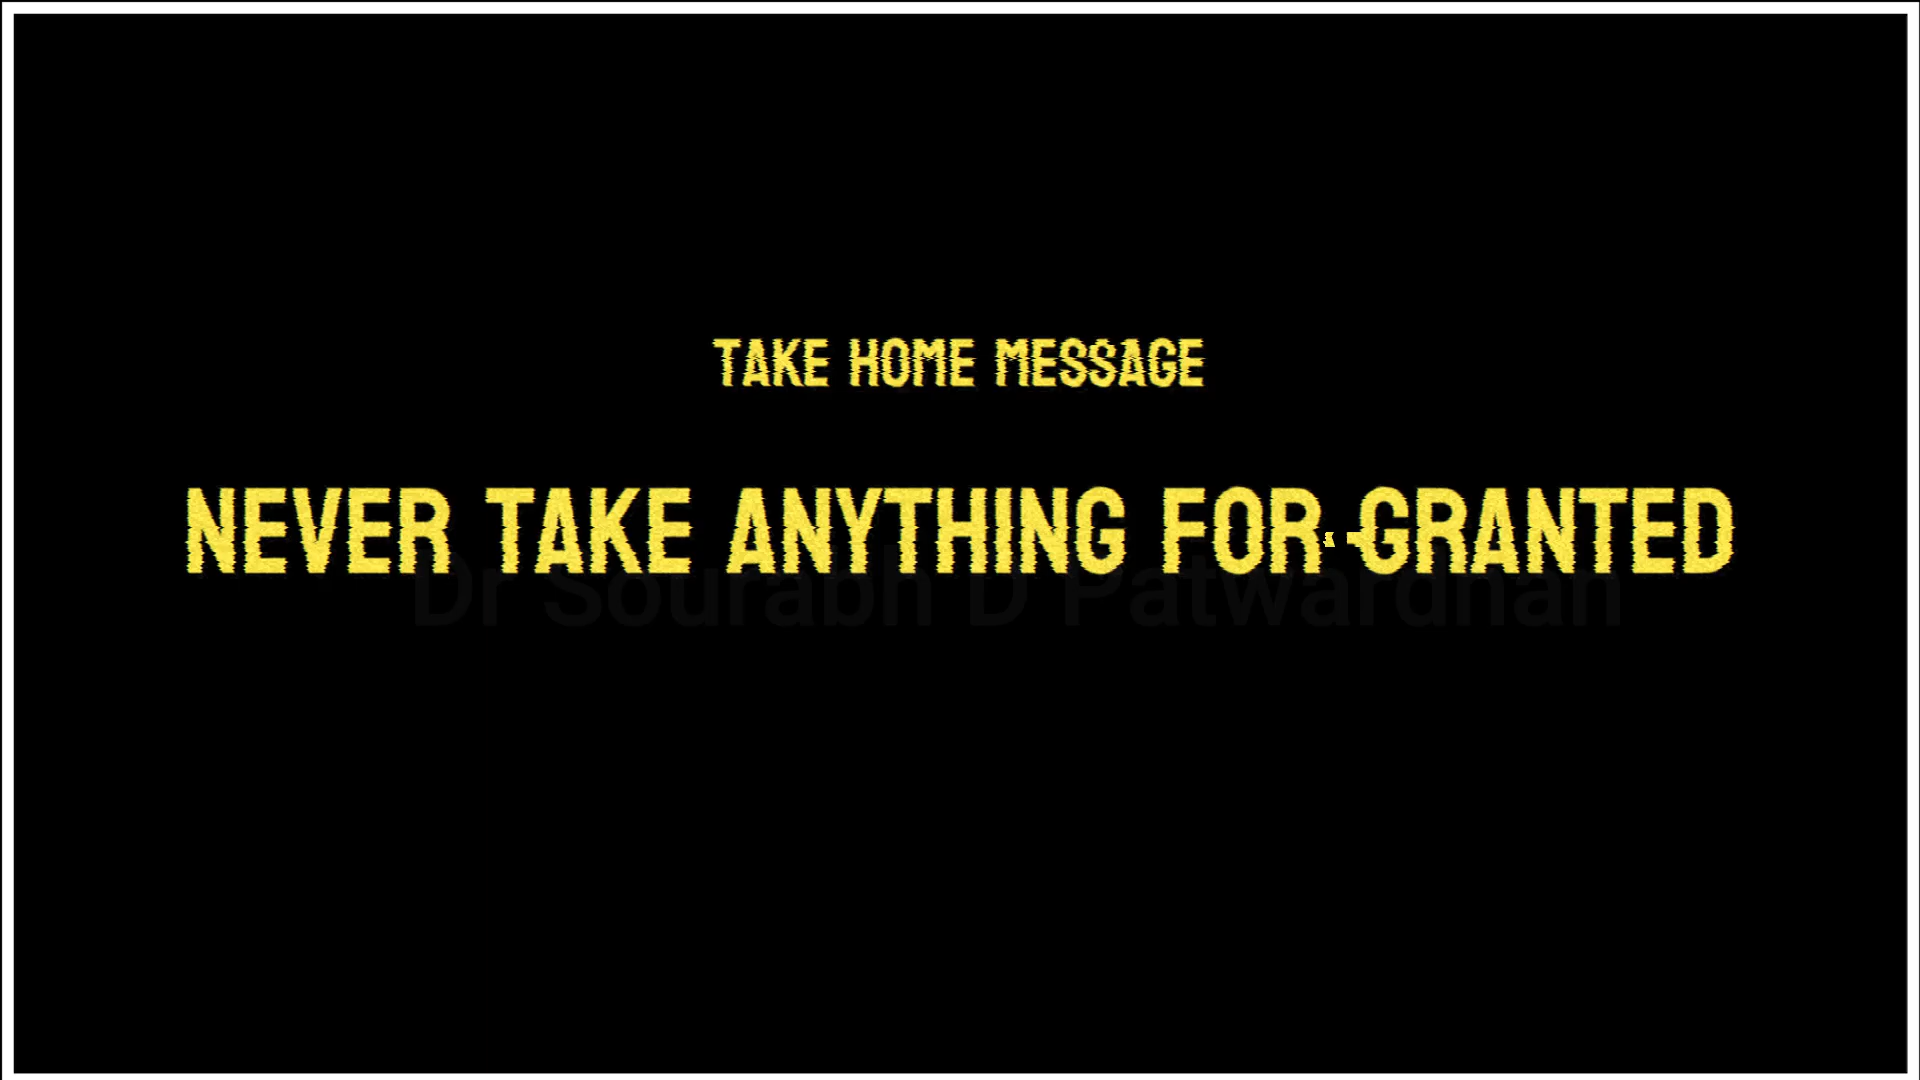 TAKE HOME MESSAGE
NEVER TAKE ANYTHING FOR GRANTED
Dr Sourabh D Patwardhan